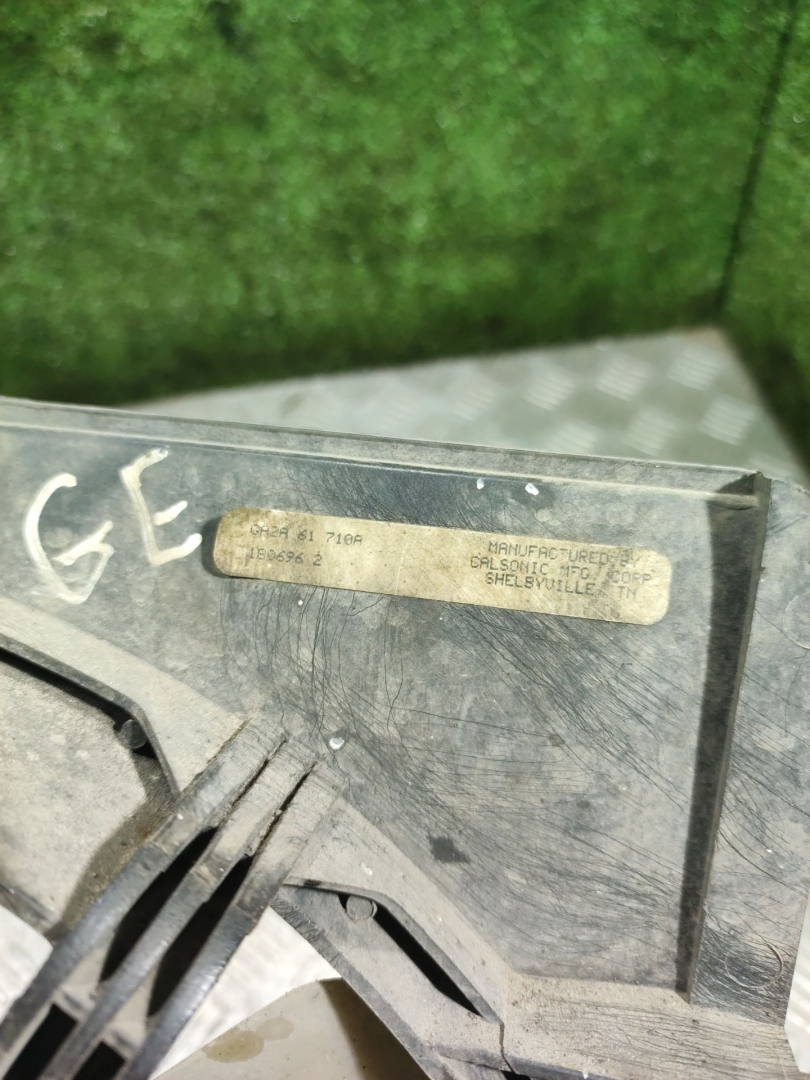 GE
GA2A 61 710A
180696 2
MANUFACTURED BY
CALSONIC MFG. CORP
SHELBYVILLE, TN